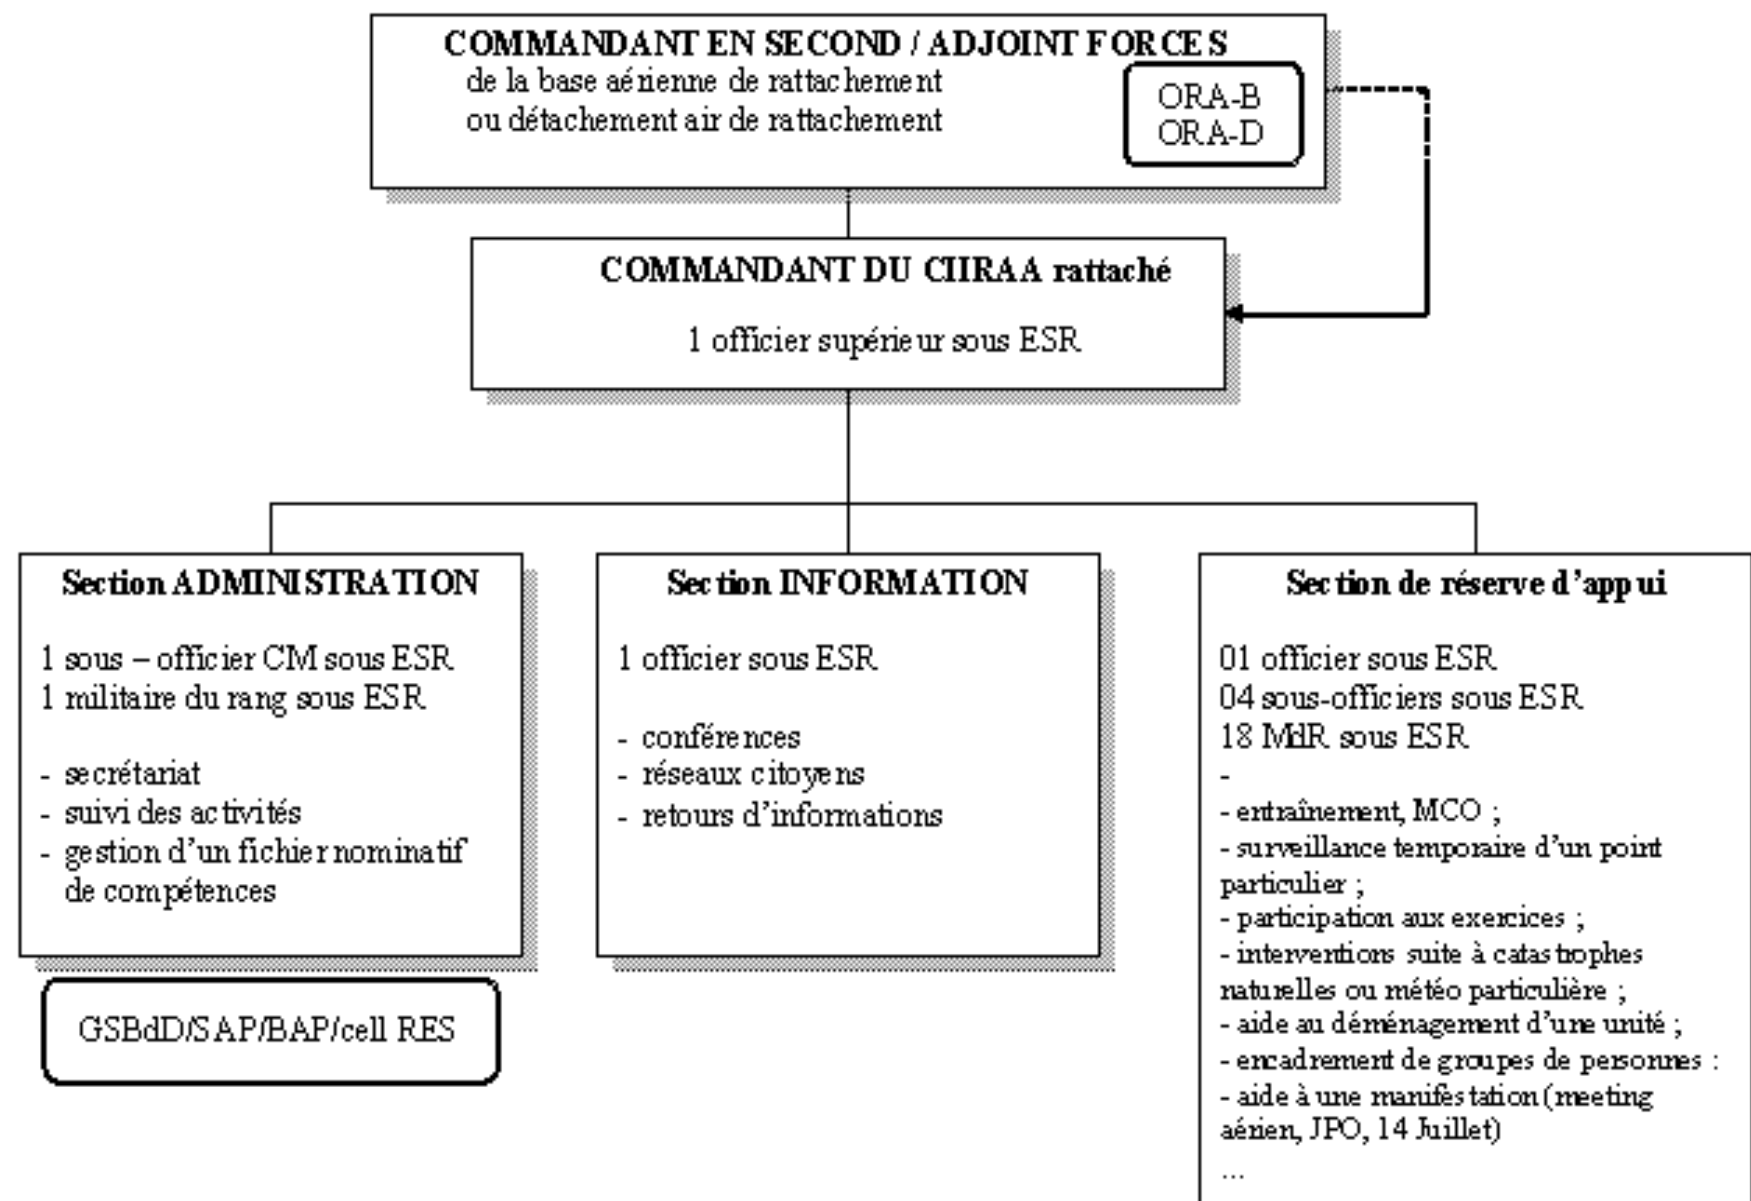 COMMANDANT EN SECOND / ADJOINT FORCES
de la base aérienne de rattachement
ou détachement air de rattachement
ORA-B
ORA-D
COMMANDANT DU CIIRAA rattaché
1 officier supérieur sous ESR
Section ADMINISTRATION
1 sous – officier CM sous ESR
1 militaire du rang sous ESR
- secrétariat
- suivi des activités
- gestion d’un fichier nominatif
de compétences
GSBdD/SAP/BAP/cell RES
Section INFORMATION
1 officier sous ESR
- conférences
- réseaux citoyens
- retours d’informations
Section de réserve d’appui
01 officier sous ESR
04 sous-officiers sous ESR
18 MdR sous ESR
-
- entraînement, MCO ;
- surveillance temporaire d’un point
particulier ;
- participation aux exercices ;
- interventions suite à catastrophes
naturelles ou météo particulière ;
- aide au déménagement d’une unité ;
- encadrement de groupes de personnes :
- aide à une manifestation (meeting
aérien, JPO, 14 Juillet)
...